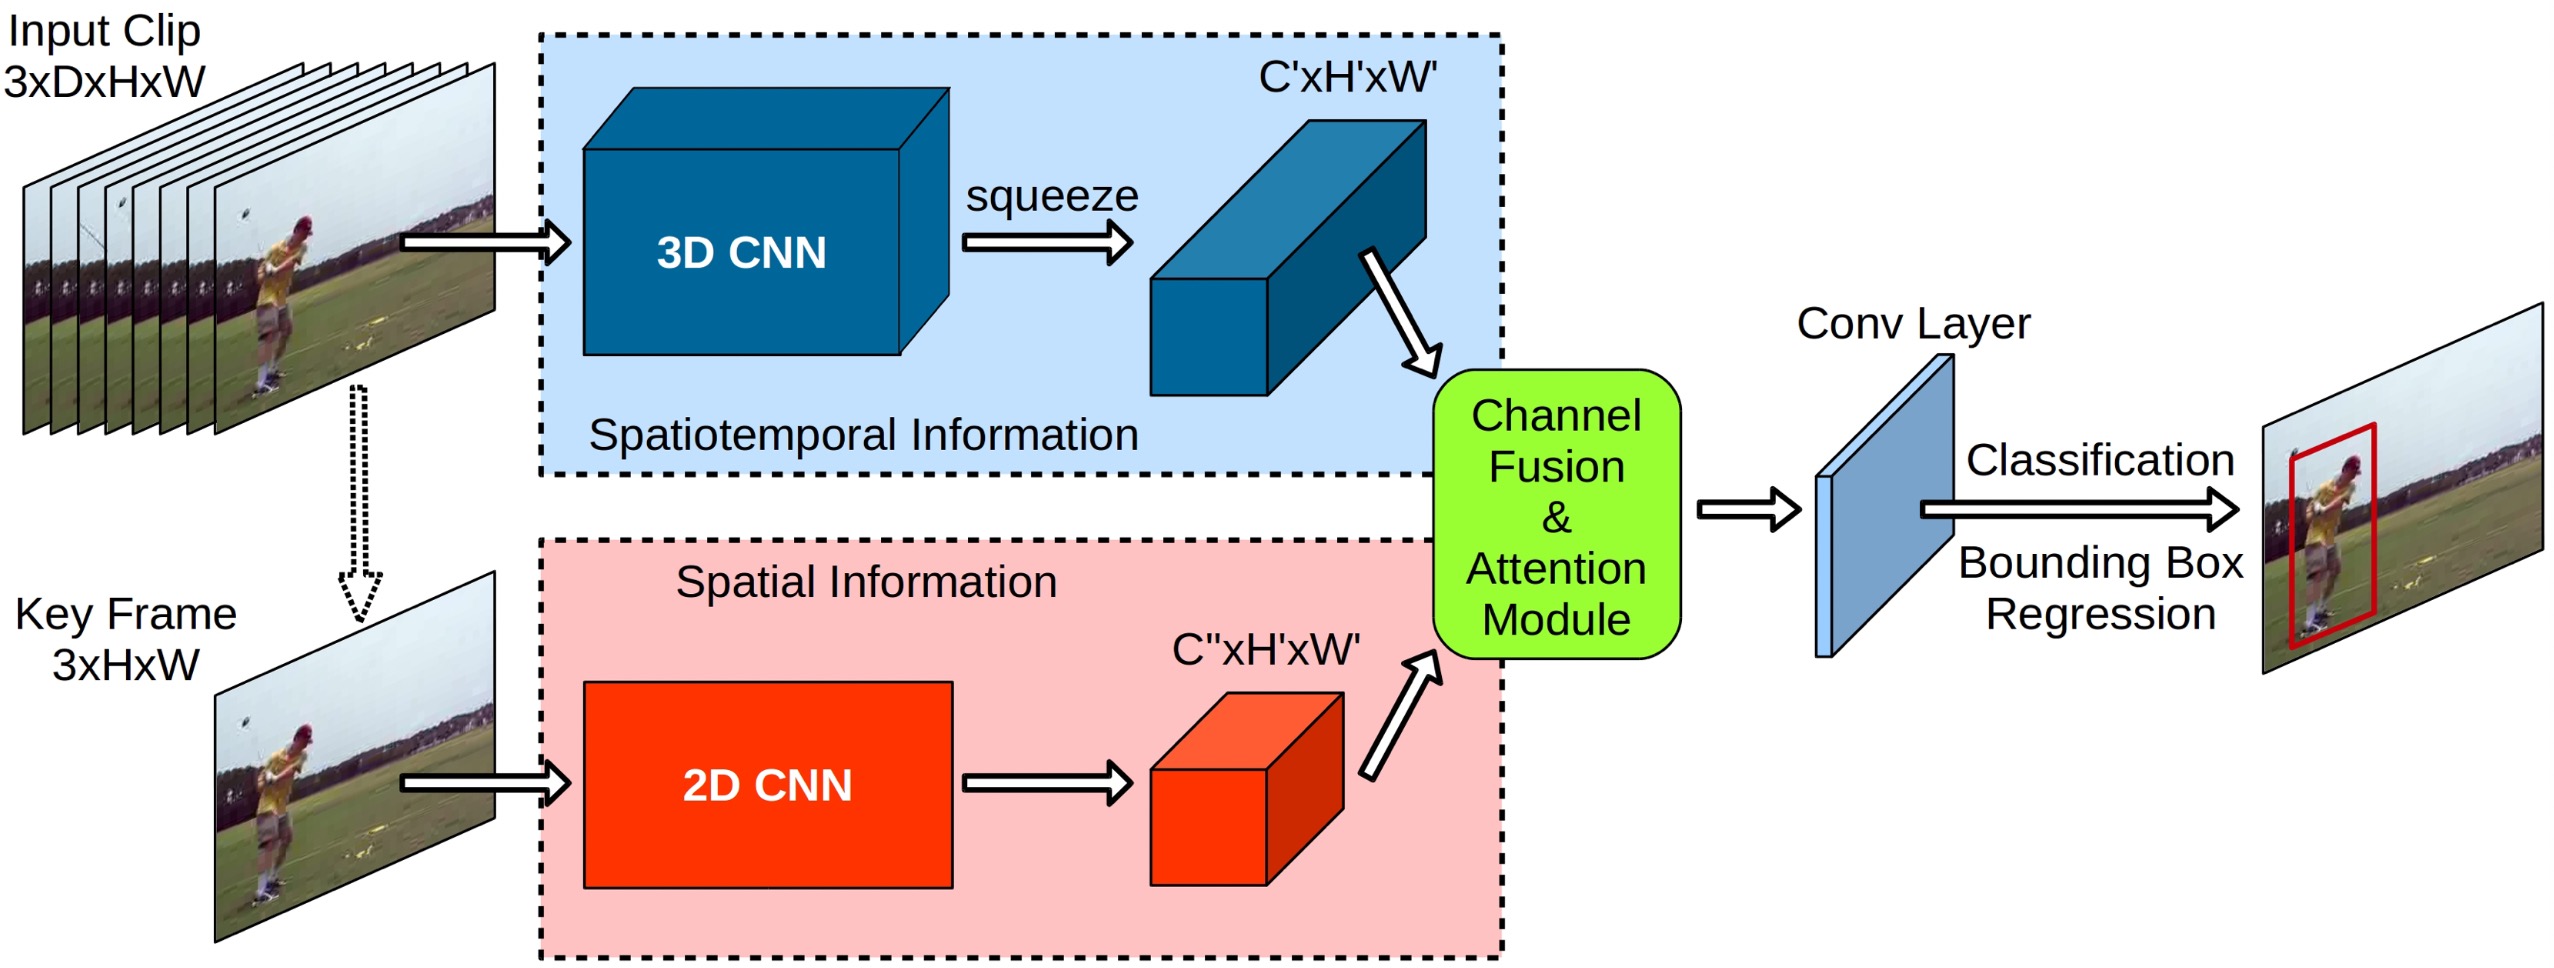 Input Clip
3xDxHxW
3D CNN
squeeze
C'xH'xW'
Spatiotemporal Information
Key Frame
3xHxW
Spatial Information
2D CNN
C''xH'xW'
Channel
Fusion
&
Attention
Module
Conv Layer
Classification
Bounding Box
Regression